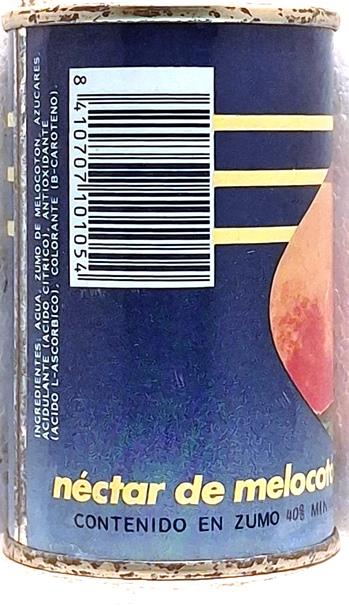 INGREDIENTES: AGUA, ZUMO DE MELOCOTON, AZUCARES,
ACIDULANTE (ACIDO CITRICO), ANTIOXIDANTE
(ACIDO L-ASCORBICO), COLORANTE (B-CAROTENO).
8 410707 101054
néctar de meloco
CONTENIDO EN ZUMO 40% MIN